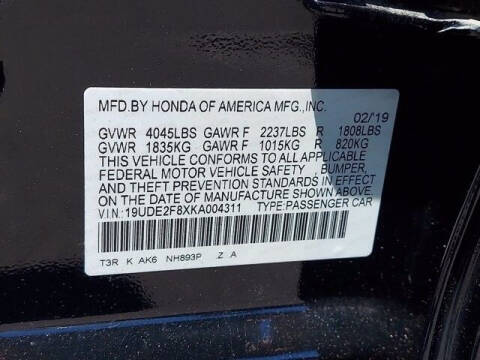 MFD.BY HONDA OF AMERICA MFG.,INC.
02/19
GVWR 4045LBS GAWR F 2237LBS R 1808LBS
GVWR 1835KG GAWR F 1015KG R 820KG
THIS VEHICLE CONFORMS TO ALL APPLICABLE
FEDERAL MOTOR VEHICLE SAFETY , BUMPER,
AND THEFT PREVENTION STANDARDS IN EFFECT
ON THE DATE OF MANUFACTURE SHOWN ABOVE.
V.I.N:19UDE2F8XKA004311 TYPE:PASSENGER CAR
T3R K AK6 NH893P .Z A